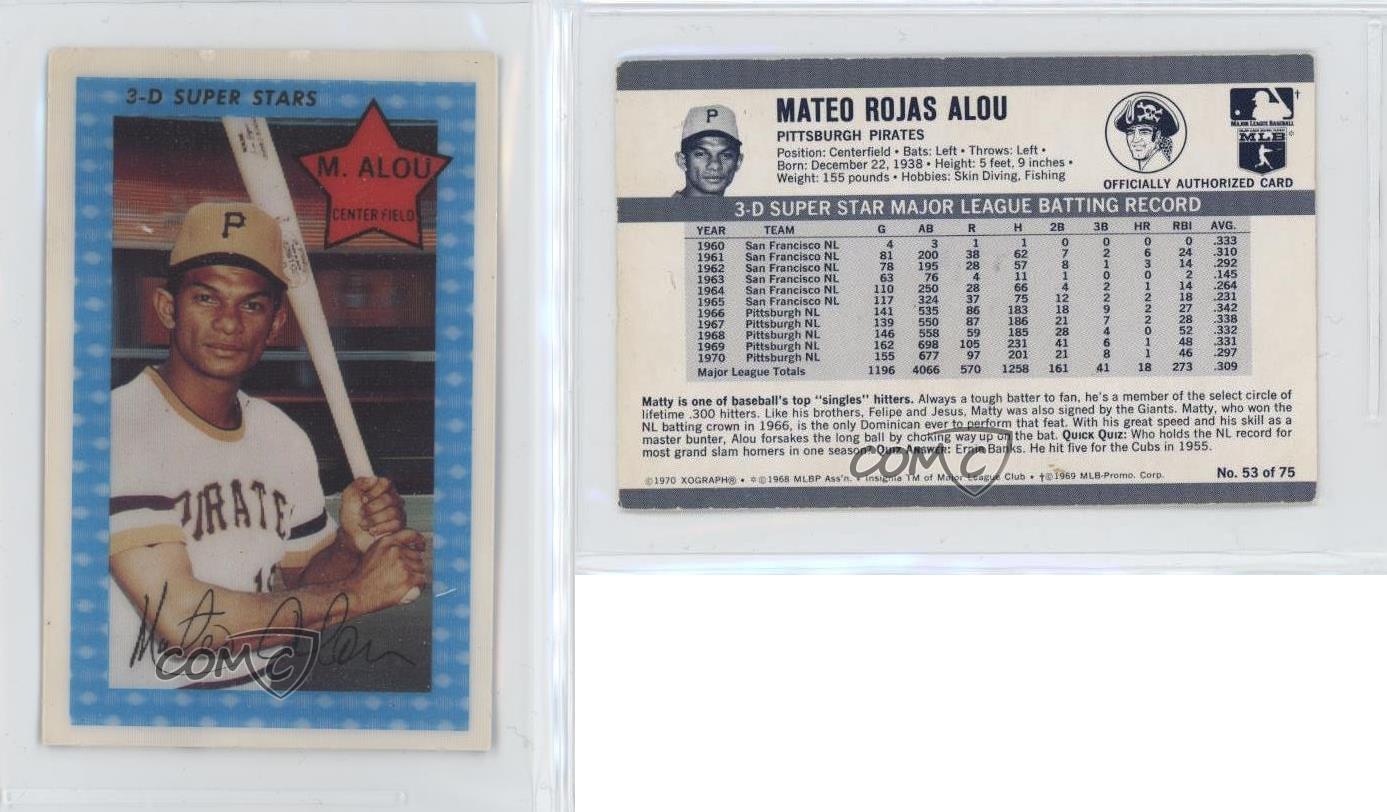 3-D SUPER STARS
M. ALOU
CENTER FIELD
P
PIRATES
Mateo Alou
COMC
MATEO ROJAS ALOU
PITTSBURGH PIRATES
Position: Centerfield • Bats: Left • Throws: Left •
Born: December 22, 1938 • Height: 5 feet, 9 inches •
Weight: 155 pounds • Hobbies: Skin Diving, Fishing
P
MAJOR LEAGUE BASEBALL †
MLB *
OFFICIALLY AUTHORIZED CARD
3-D SUPER STAR MAJOR LEAGUE BATTING RECORD
YEAR TEAM G AB R H 2B 3B HR RBI AVG.
1960 San Francisco NL 4 3 1 1 0 0 0 0 .333
1961 San Francisco NL 81 200 38 62 7 2 6 24 .310
1962 San Francisco NL 78 195 28 57 8 1 3 14 .292
1963 San Francisco NL 63 76 4 11 1 0 0 2 .145
1964 San Francisco NL 110 250 28 66 4 2 1 14 .264
1965 San Francisco NL 117 324 37 75 12 2 2 18 .231
1966 Pittsburgh NL 141 535 86 183 18 9 2 27 .342
1967 Pittsburgh NL 139 550 87 186 21 7 2 28 .338
1968 Pittsburgh NL 146 558 59 185 28 4 0 52 .332
1969 Pittsburgh NL 162 698 105 231 41 6 1 48 .331
1970 Pittsburgh NL 155 677 97 201 21 8 1 46 .297
Major League Totals 1196 4066 570 1258 161 41 18 273 .309
Matty is one of baseball's top "singles" hitters. Always a tough batter to fan, he's a member of the select circle of
lifetime .300 hitters. Like his brothers, Felipe and Jesus, Matty was also signed by the Giants. Matty, who won the
NL batting crown in 1966, is the only Dominican ever to perform that feat. With his great speed and his skill as a
master bunter, Alou forsakes the long ball by choking way up on the bat. QUICK QUIZ: Who holds the NL record for
most grand slam homers in one season? QUIZ ANSWER: Ernie Banks. He hit five for the Cubs in 1955.
©1970 XOGRAPH® • *©1968 MLBP Ass'n. • Insignia TM of Major League Club • †©1969 MLB-Promo. Corp.
No. 53 of 75
COMC